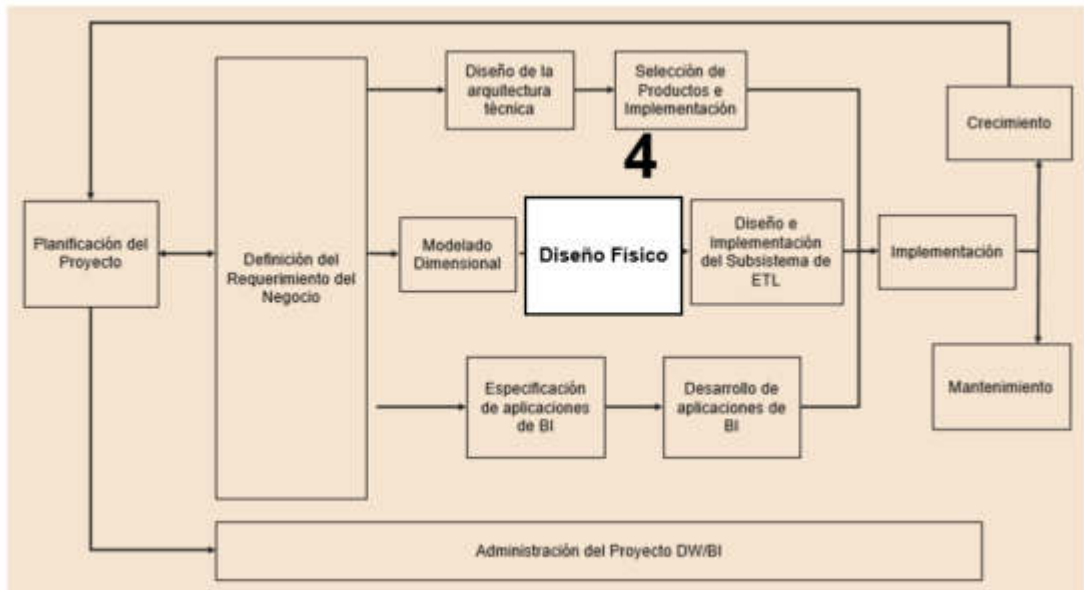 Diseño de la
arquitectura
técnica
Selección de
Productos e
Implementación
Crecimiento
4
Planificación del
Proyecto
Definición del
Requerimiento del
Negocio
Modelado
Dimensional
Diseño Físico
Diseño e
Implementación
del Subsistema de
ETL
Implementación
Especificación
de aplicaciones
de BI
Desarrollo de
aplicaciones de
BI
Mantenimiento
Administración del Proyecto DW/BI